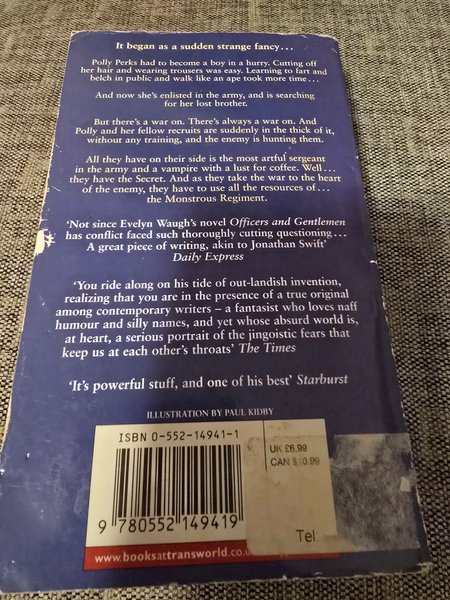 It began as a sudden strange fancy...
Polly Perks had to become a boy in a hurry. Cutting off
her hair and wearing trousers was easy. Learning to fart and
belch in public and walk like an ape took more time...
And now she's enlisted in the army, and is searching
for her lost brother.
But there's a war on. There's always a war on. And
Polly and her fellow recruits are suddenly in the thick of it,
without any training, and the enemy is hunting them.
All they have on their side is the most artful sergeant
in the army and a vampire with a lust for coffee. Well...
they have the Secret. And as they take the war to the heart
of the enemy, they have to use all the resources of...
the Monstrous Regiment.
'Not since Evelyn Waugh's novel Officers and Gentlemen
has conflict faced such thoroughly cutting questioning...
A great piece of writing, akin to Jonathan Swift'
Daily Express
'You ride along on his tide of out-landish invention,
realizing that you are in the presence of a true original
among contemporary writers – a fantasist who loves naff
humour and silly names, and yet whose absurd world is,
at heart, a serious portrait of the jingoistic fears that
keep us at each other's throats' The Times
'It's powerful stuff, and one of his best' Starburst
ILLUSTRATION BY PAUL KIDBY
ISBN 0-552-14941-1
UK £6.99
CAN $10.99
9 780552 149419
Tel:
www.booksattransworld.co.u